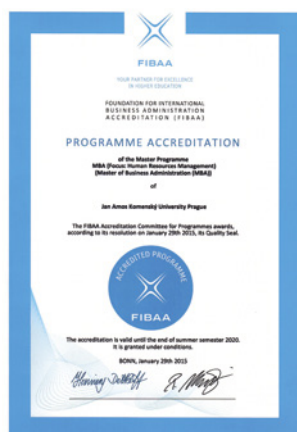 FIBAA
YOUR PARTNER FOR EXCELLENCE
IN HIGHER EDUCATION
FOUNDATION FOR INTERNATIONAL
BUSINESS ADMINISTRATION
ACCREDITATION (FIBAA)
PROGRAMME ACCREDITATION
of the Master Programme
MBA (Focus: Human Resources Management)
(Master of Business Administration (MBA))
of
Jan Amos Komenský University Prague
The FIBAA Accreditation Committee for Programmes awards,
according to its resolution on January 29th 2015, its Quality Seal.
ACCREDITED PROGRAMME
FIBAA
The accreditation is valid until the end of summer semester 2020.
It is granted under conditions.
BONN, January 29th 2015